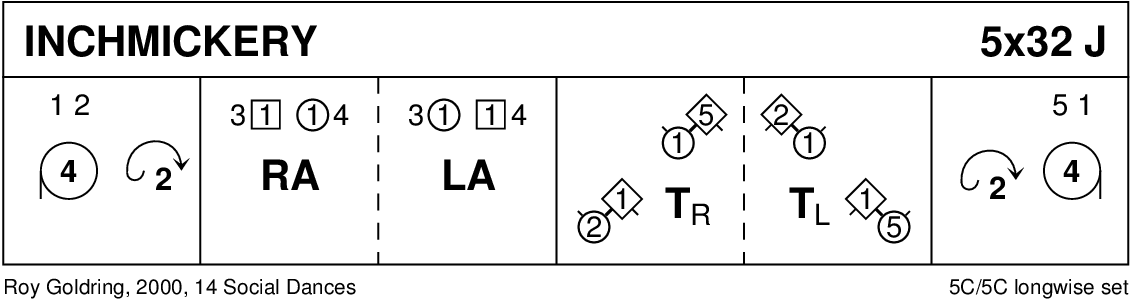 INCHMICKERY 5x32 J
1 2
4 2
3 1 1 4
RA
3 1 1 4
LA
5
1
1
2
TR
2
1
TL
1
5
5 1
2 4
Roy Goldring, 2000, 14 Social Dances 5C/5C longwise set